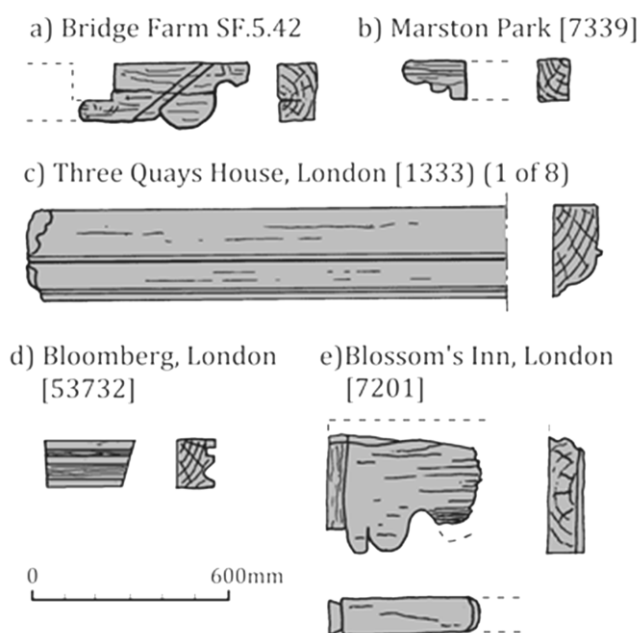 a) Bridge Farm SF.5.42
b) Marston Park [7339]
c) Three Quays House, London [1333) (1 of 8)
d) Bloomberg, London
[53732]
e)Blossom's Inn, London
[7201]
0 600mm